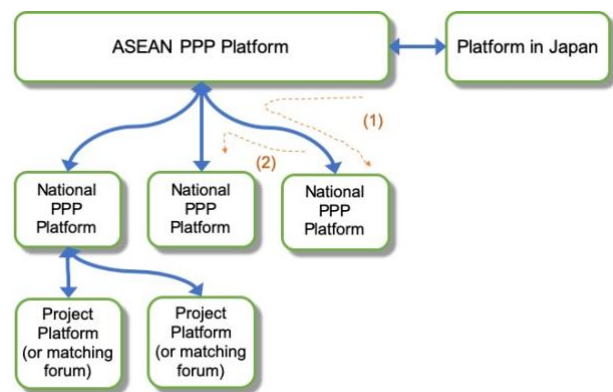 ASEAN PPP Platform
Platform in Japan
(1)
(2)
National
PPP
Platform
National
PPP
Platform
National
PPP
Platform
Project
Platform
(or matching
forum)
Project
Platform
(or matching
forum)